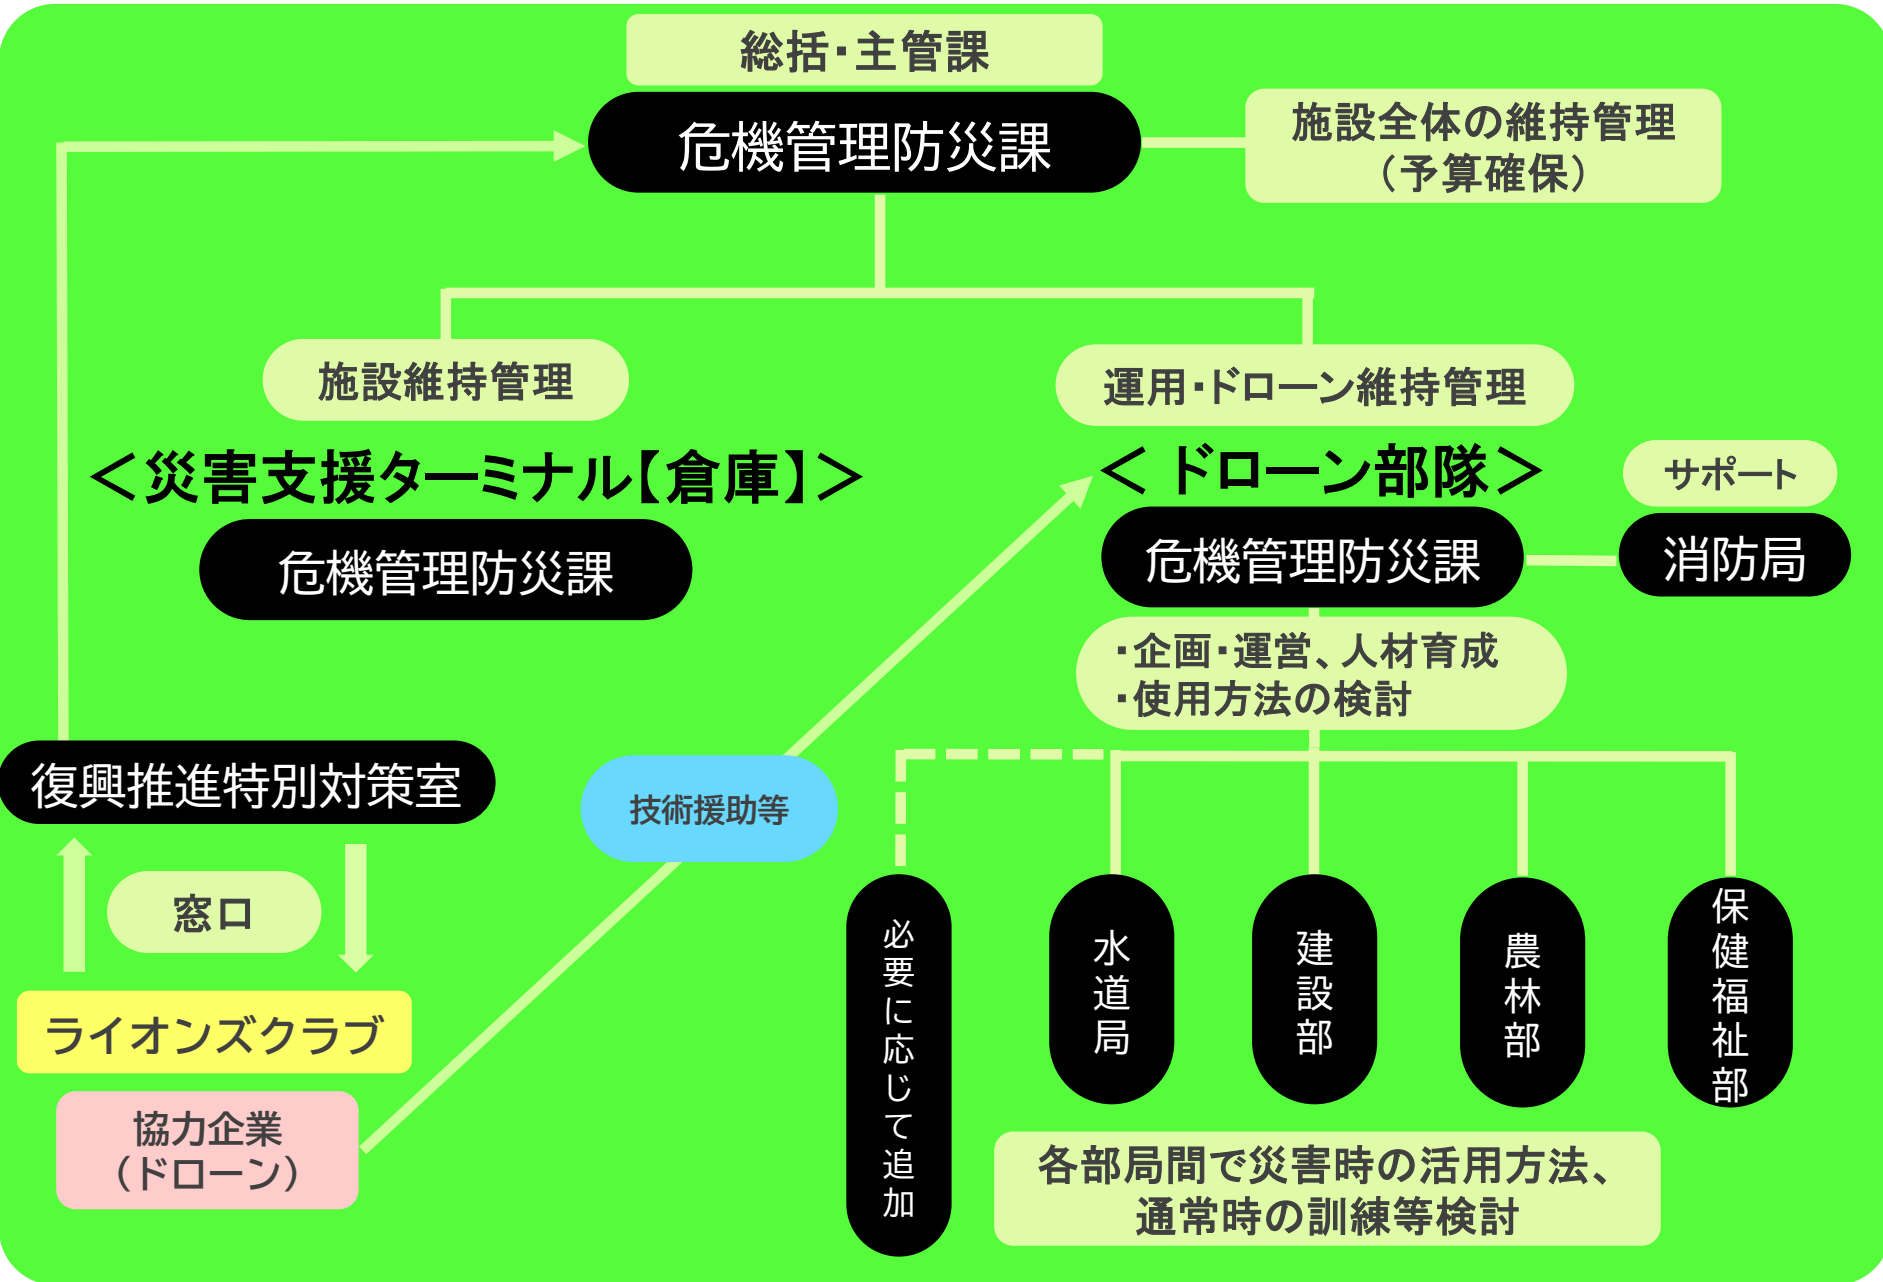 総括・主管課
危機管理防災課
施設全体の維持管理
（予算確保）
施設維持管理
＜災害支援ターミナル【倉庫】＞
危機管理防災課
運用・ドローン維持管理
＜ドローン部隊＞
危機管理防災課
サポート
消防局
・企画・運営、人材育成
・使用方法の検討
復興推進特別対策室
窓口
ライオンズクラブ
協力企業
（ドローン）
技術援助等
必要に応じて追加
水道局
建設部
農林部
保健福祉部
各部局間で災害時の活用方法、
通常時の訓練等検討